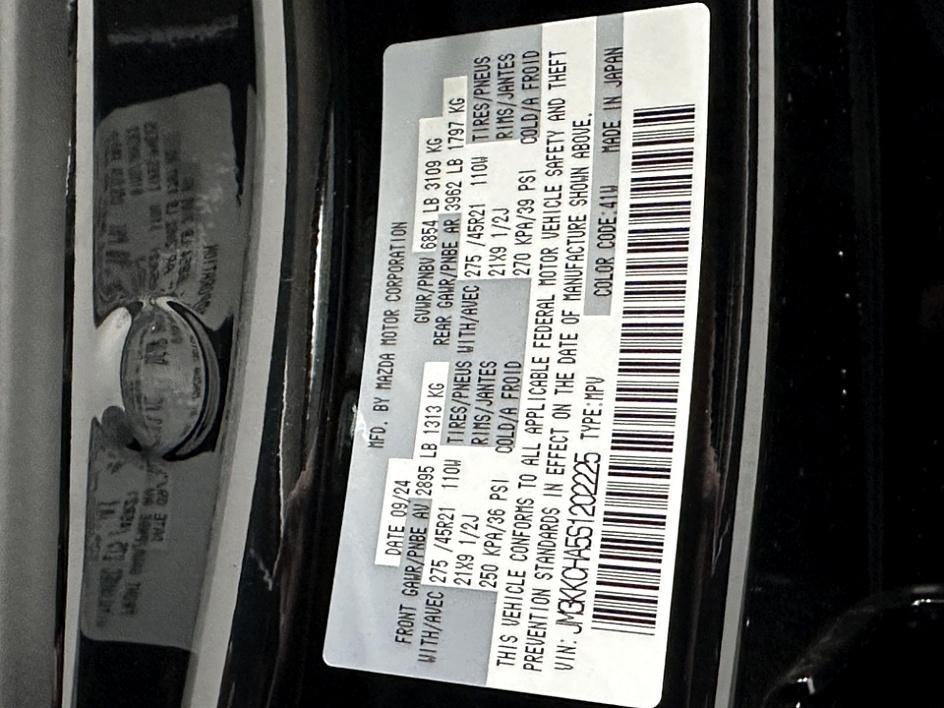 MFD. BY MAZDA MOTOR CORPORATION
DATE 09/24 GVWR/PNBV 6854 LB 3109 KG
FRONT GAWR/PNBE AV 2895 LB 1313 KG REAR GAWR/PNBE AR 3962 LB 1797 KG
WITH/AVEC 275 /45R21 110W TIRES/PNEUS WITH/AVEC 275 /45R21 110W TIRES/PNEUS
21X9 1/2J RIMS/JANTES 21X9 1/2J RIMS/JANTES
250 KPA/36 PSI COLD/A FROID 270 KPA/39 PSI COLD/A FROID
THIS VEHICLE CONFORMS TO ALL APPLICABLE FEDERAL MOTOR VEHICLE SAFETY AND THEFT
PREVENTION STANDARDS IN EFFECT ON THE DATE OF MANUFACTURE SHOWN ABOVE.
VIN: JM3KKCHA5S1202225 TYPE:MPV COLOR CODE:41W MADE IN JAPAN